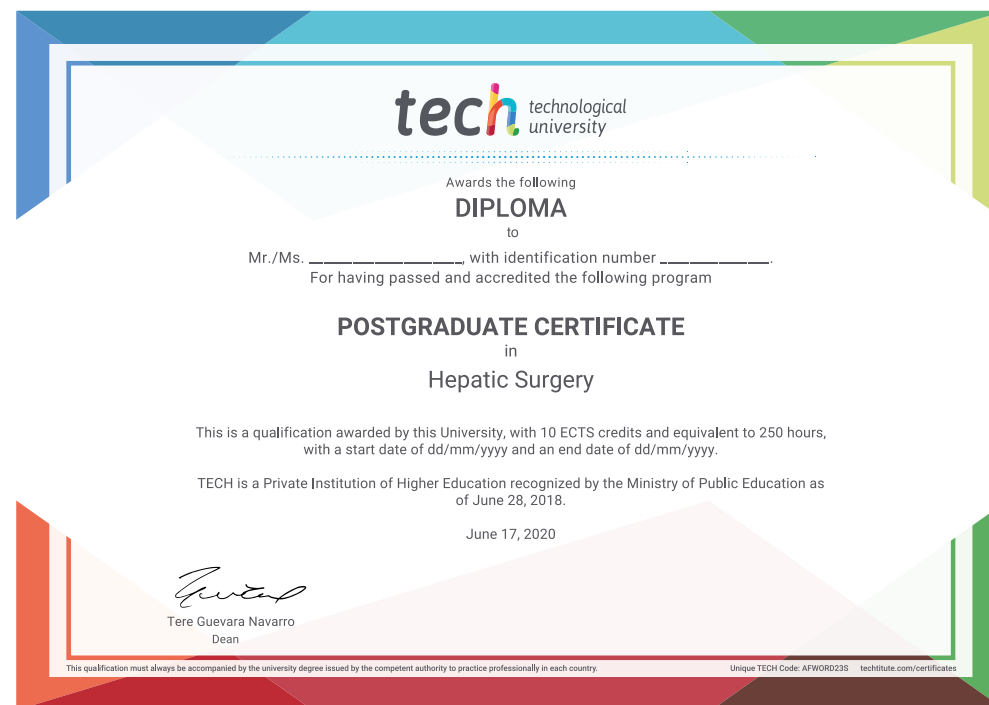 tech technological
university
Awards the following
DIPLOMA
to
Mr./Ms. ____________________, with identification number ______________.
For having passed and accredited the following program
POSTGRADUATE CERTIFICATE
in
Hepatic Surgery
This is a qualification awarded by this University, with 10 ECTS credits and equivalent to 250 hours,
with a start date of dd/mm/yyyy and an end date of dd/mm/yyyy.
TECH is a Private Institution of Higher Education recognized by the Ministry of Public Education as
of June 28, 2018.
June 17, 2020
Tere Guevara Navarro
Dean
This qualification must always be accompanied by the university degree issued by the competent authority to practice professionally in each country.
Unique TECH Code: AFWORD23S techtitute.com/certificates